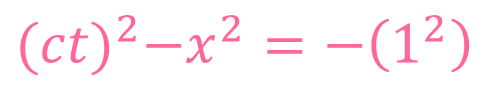 (ct)²−x² = −(1²)